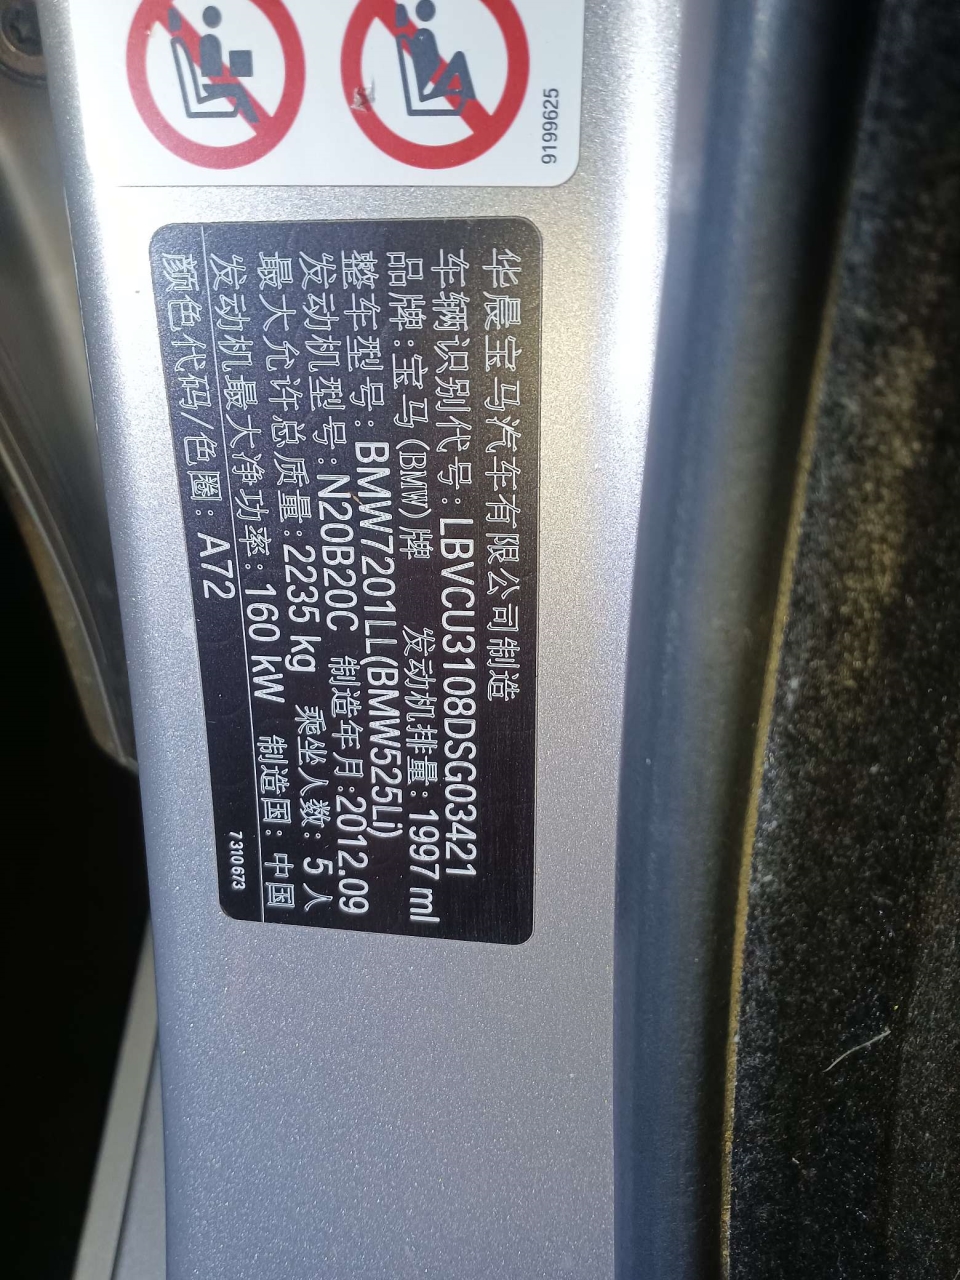 9199625
华晨宝马汽车有限公司制造
车辆识别代号:LBVCU3108DSG03421
品牌:宝马(BMW)牌 发动机排量:1997 ml
整车型号:BMW7201LL(BMW525Li)
发动机型号:N20B20C 制造年月:2012.09
最大允许总质量:2235 kg 乘坐人数:5人
发动机最大净功率:160 kW 制造国:中国
颜色代码/色圈:A72
7310673